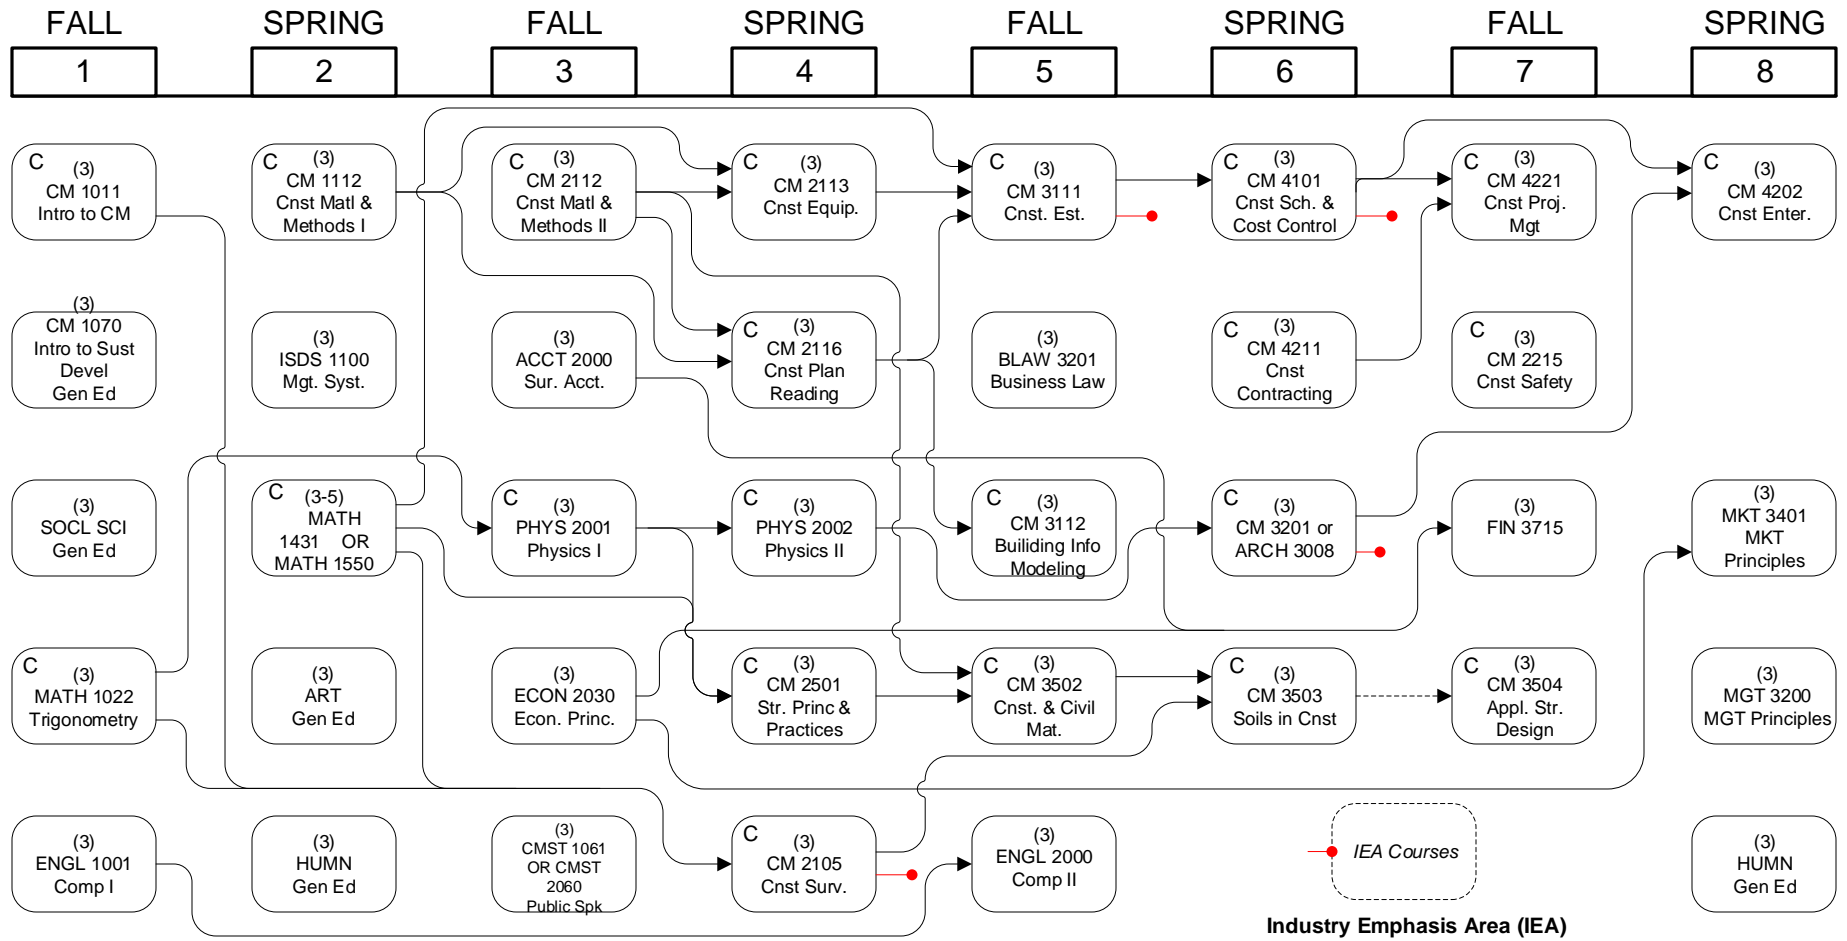 FALL
SPRING
FALL
SPRING
FALL
SPRING
FALL
SPRING
1
2
3
4
5
6
7
8
C (3)
CM 1011
Intro to CM
C (3)
CM 1112
Cnst Matl &
Methods I
C (3)
CM 2112
Cnst Matl &
Methods II
C (3)
CM 2113
Cnst Equip.
C (3)
CM 3111
Cnst. Est.
C (3)
CM 4101
Cnst Sch. &
Cost Control
C (3)
CM 4221
Cnst Proj.
Mgt
C (3)
CM 4202
Cnst Enter.
(3)
CM 1070
Intro to Sust
Devel
Gen Ed
(3)
ISDS 1100
Mgt. Syst.
(3)
ACCT 2000
Sur. Acct.
C (3)
CM 2116
Cnst Plan
Reading
(3)
BLAW 3201
Business Law
C (3)
CM 4211
Cnst
Contracting
C (3)
CM 2215
Cnst Safety
(3)
SOCL SCI
Gen Ed
C (3-5)
MATH
1431 OR
MATH 1550
C (3)
PHYS 2001
Physics I
C (3)
PHYS 2002
Physics II
C (3)
CM 3112
Builiding Info
Modeling
C (3)
CM 3201 or
ARCH 3008
(3)
FIN 3715
(3)
MKT 3401
MKT
Principles
C (3)
MATH 1022
Trigonometry
(3)
ART
Gen Ed
(3)
ECON 2030
Econ. Princ.
C (3)
CM 2501
Str. Princ &
Practices
C (3)
CM 3502
Cnst. & Civil
Mat.
C (3)
CM 3503
Soils in Cnst
C (3)
CM 3504
Appl. Str.
Design
(3)
MGT 3200
MGT Principles
(3)
ENGL 1001
Comp I
(3)
HUMN
Gen Ed
(3)
CMST 1061
OR CMST
2060
Public Spk
C (3)
CM 2105
Cnst Surv.
(3)
ENGL 2000
Comp II
IEA Courses
(3)
HUMN
Gen Ed
Industry Emphasis Area (IEA)